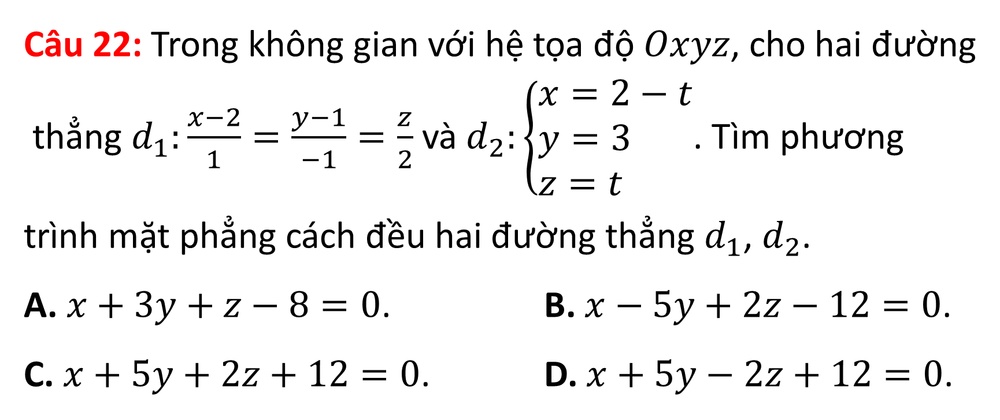 Câu 22: Trong không gian với hệ tọa độ $Oxyz$, cho hai đường
thẳng $d_1: \frac{x-2}{1} = \frac{y-1}{-1} = \frac{z}{2}$ và $d_2: \begin{cases} x = 2 - t \\ y = 3 \\ z = t \end{cases}$. Tìm phương
trình mặt phẳng cách đều hai đường thẳng $d_1$, $d_2$.
A. $x + 3y + z - 8 = 0$. B. $x - 5y + 2z - 12 = 0$.
C. $x + 5y + 2z + 12 = 0$. D. $x + 5y - 2z + 12 = 0$.